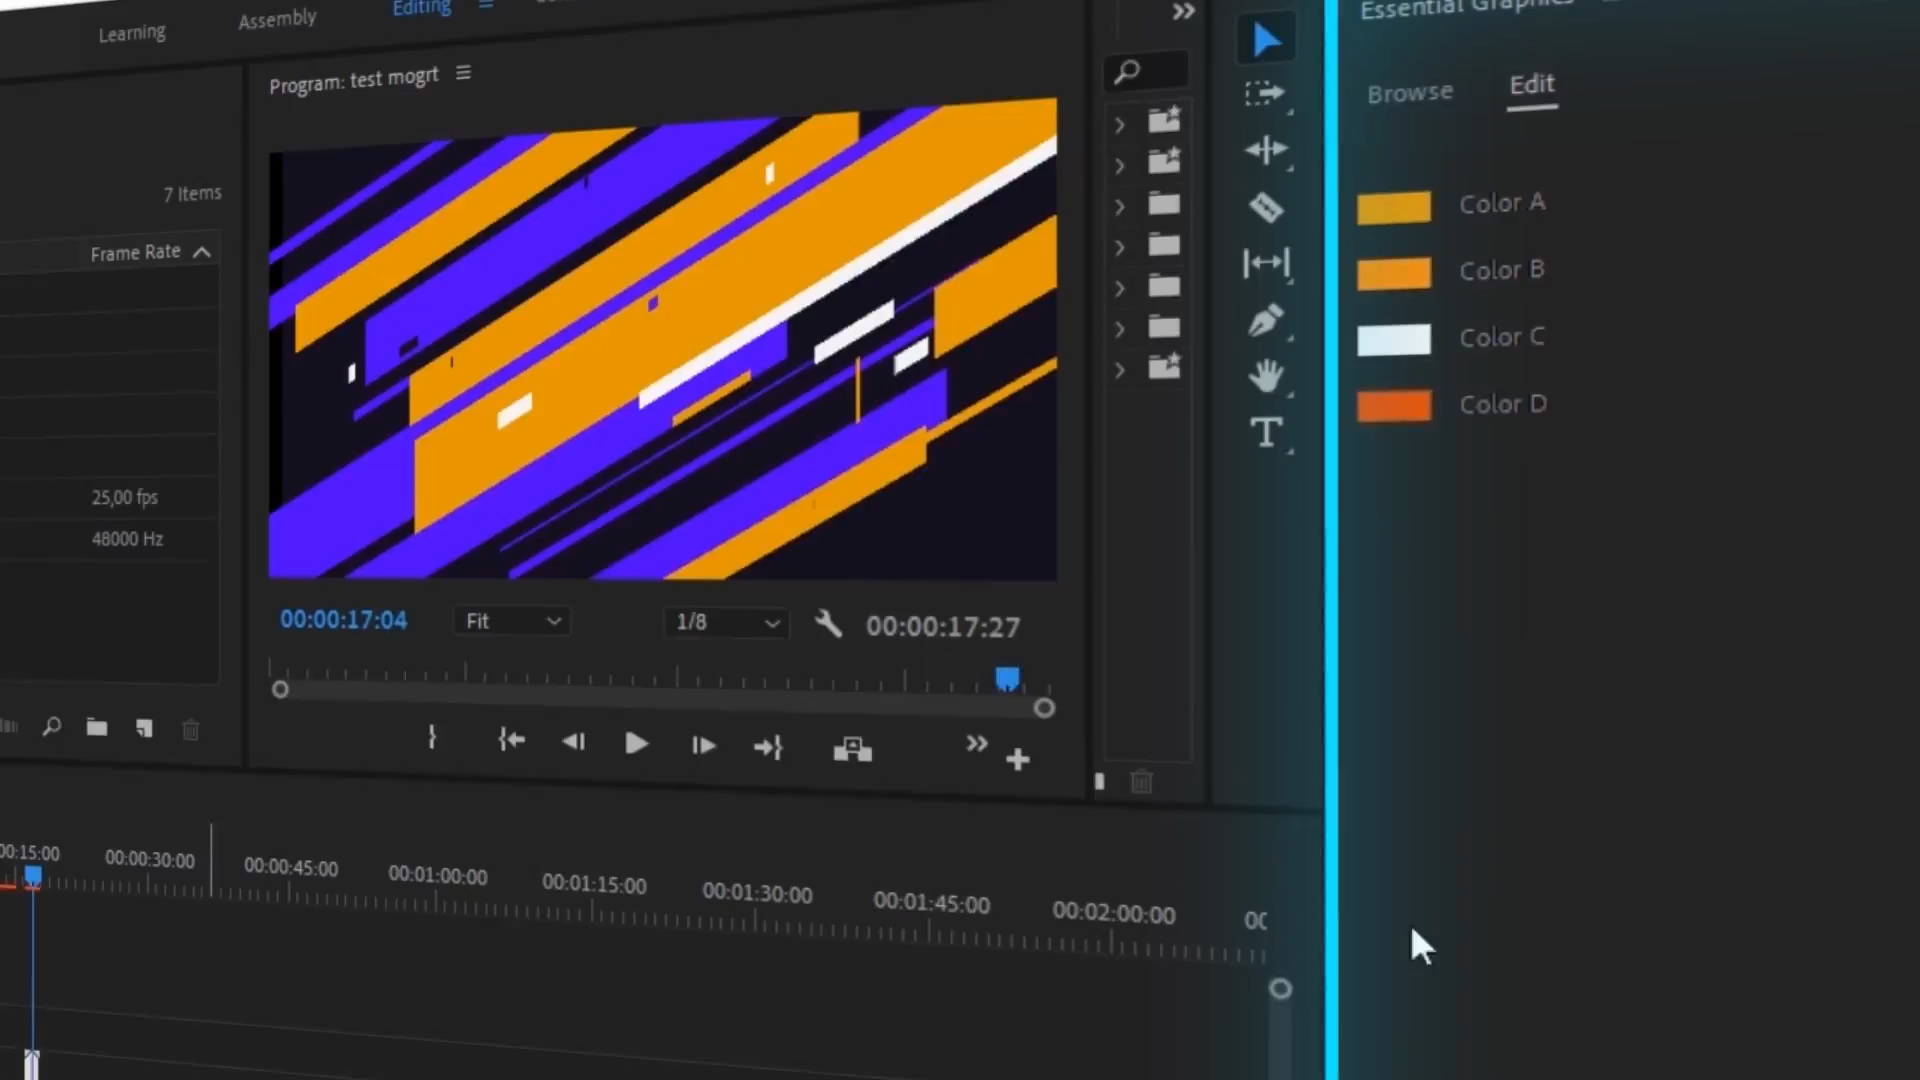 Learning
Assembly
Editing
Essential Graphics
Program: test mogrt
Browse
Edit
7 Items
Frame Rate
Color A
Color B
Color C
Color D
25,00 fps
48000 Hz
00:00:17:04
Fit
1/8
00:00:17:27
00:15:00
00:00:30:00
00:00:45:00
00:01:00:00
00:01:15:00
00:01:30:00
00:01:45:00
00:02:00:00